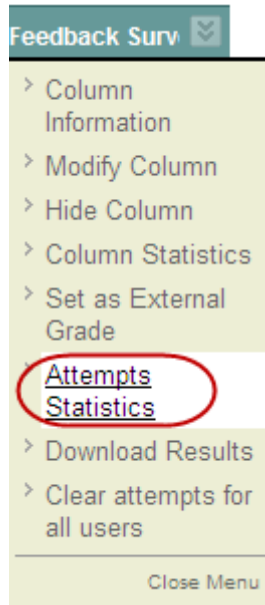 Feedback Surv
Column
Information
Modify Column
Hide Column
Column Statistics
Set as External
Grade
Attempts
Statistics
Download Results
Clear attempts for
all users
Close Menu